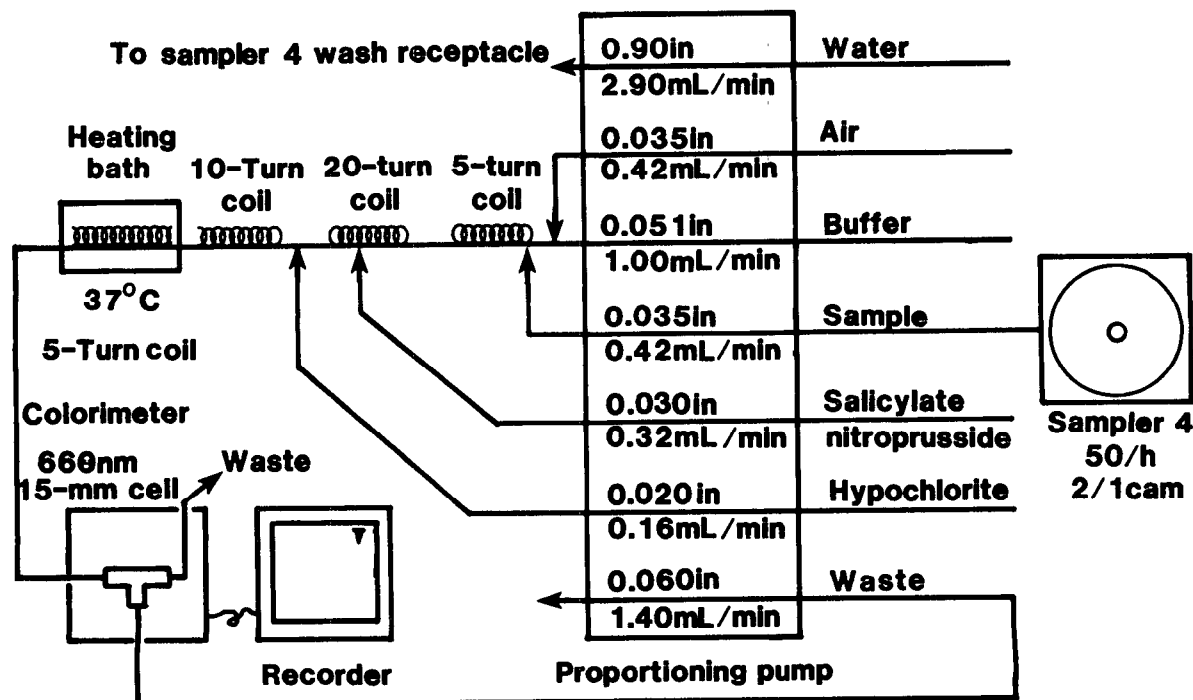 To sampler 4 wash receptacle
0.90in
Water
2.90mL/min
0.035in
Air
0.42mL/min
Heating
bath
10-Turn
coil
20-turn
coil
5-turn
coil
0.051in
Buffer
1.00mL/min
37°C
5-Turn coil
0.035in
Sample
0.42mL/min
0.030in
Salicylate
0.32mL/min
nitroprusside
Sampler 4
50/h
2/1cam
Colorimeter
660nm
15-mm cell
Waste
0.020in
Hypochlorite
0.16mL/min
0.060in
Waste
1.40mL/min
Recorder
Proportioning pump